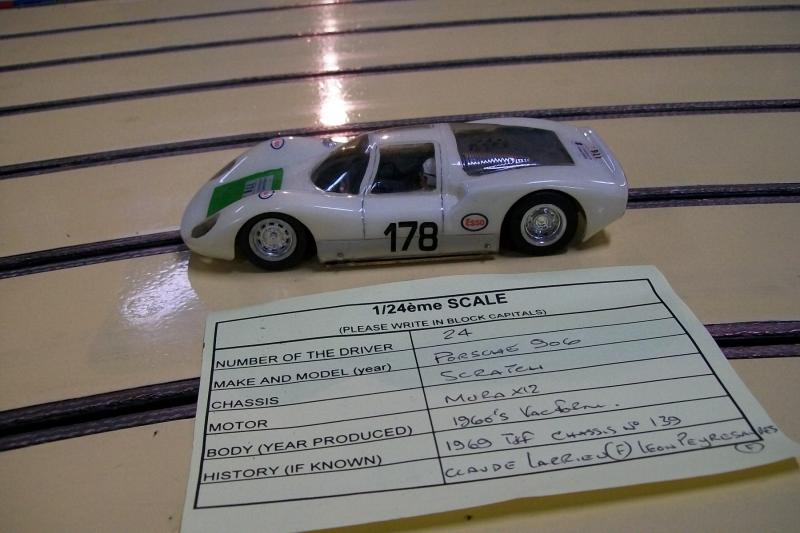 178
Esso
1/24ème SCALE
(PLEASE WRITE IN BLOCK CAPITALS)
NUMBER OF THE DRIVER 24
MAKE AND MODEL (year) PORSCHE 906
CHASSIS SCRATCH
MOTOR MURA X12
BODY (YEAR PRODUCED) 1960'S VACFORM.
HISTORY (IF KNOWN) 1969 CHASSIS Nº 139
CLAUDE LARRIEU (F) LEON
(F)